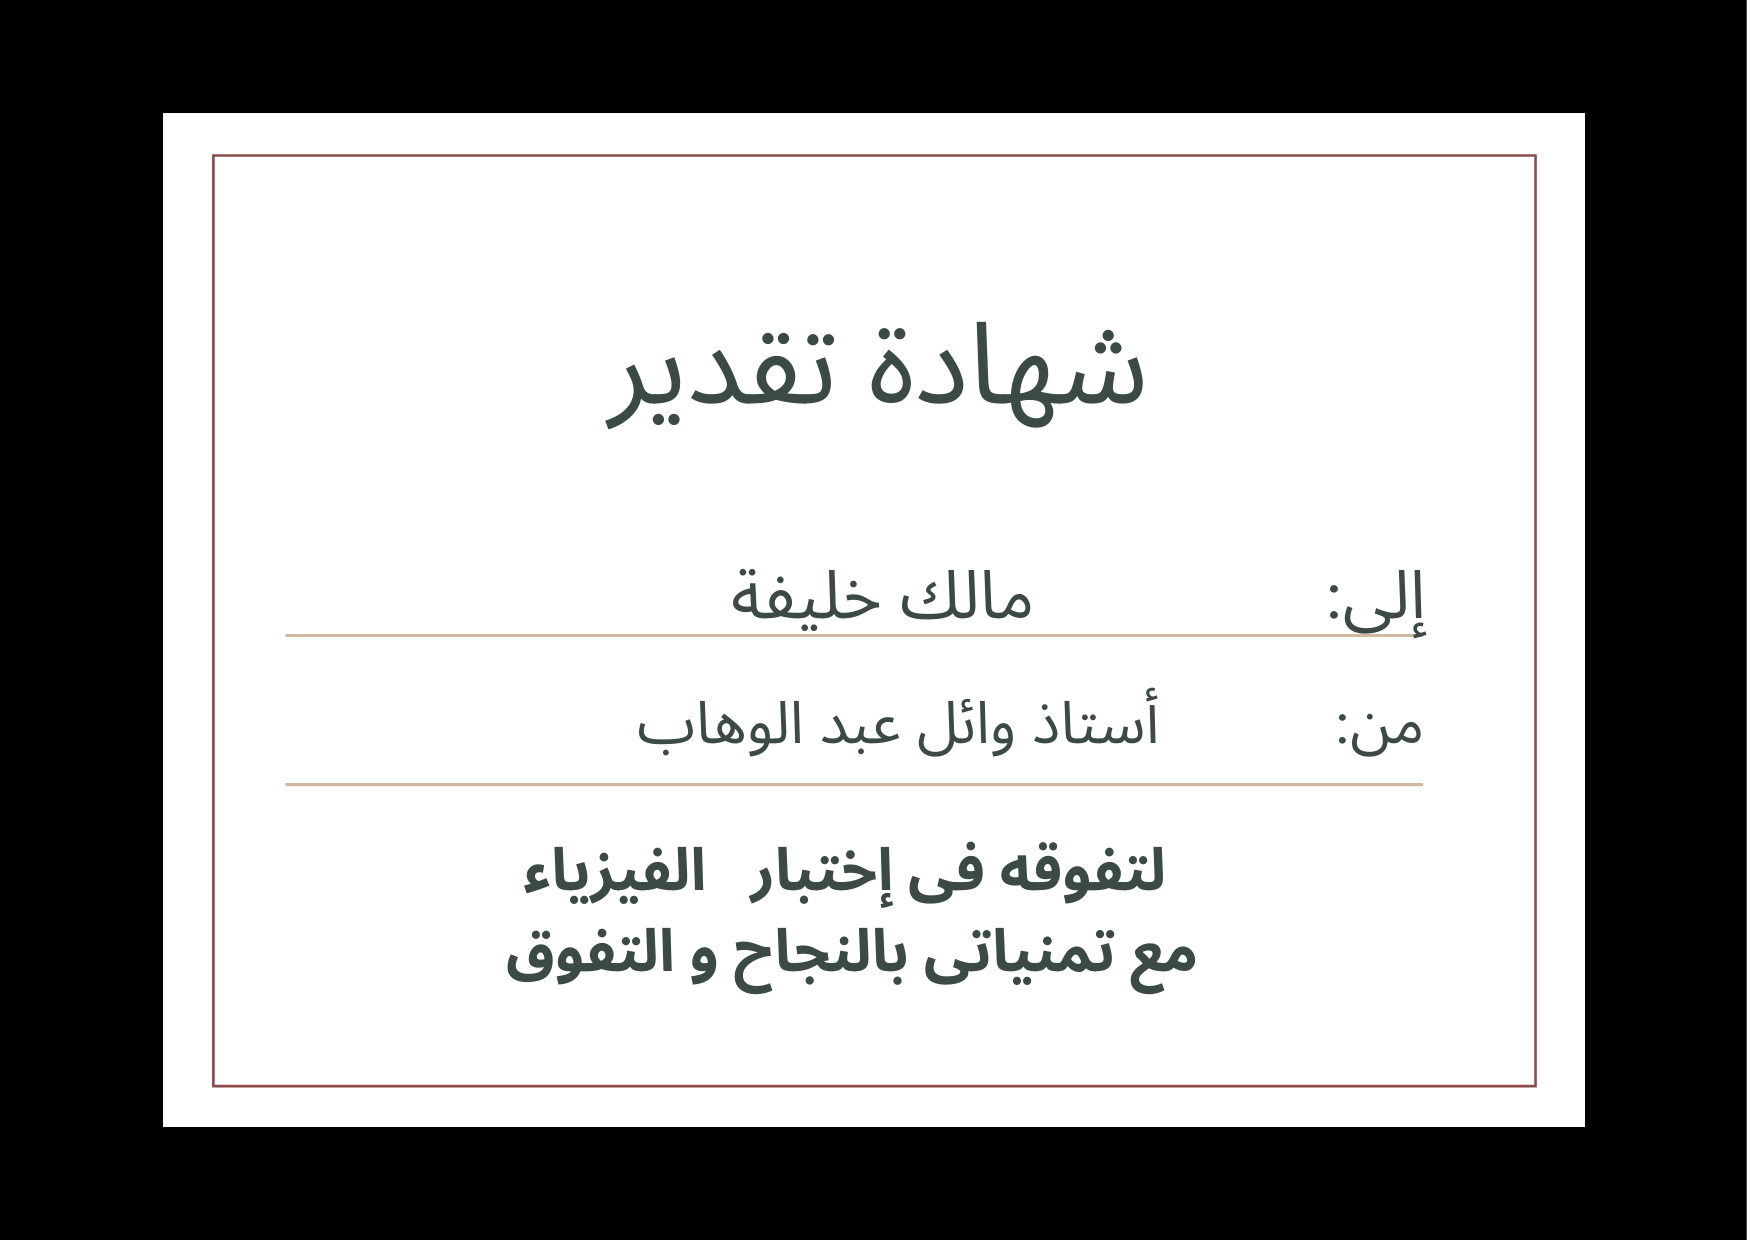 شهادة تقدير
إلى: مالك خليفة
من: أستاذ وائل عبد الوهاب
لتفوقه فى إختبار الفيزياء
مع تمنياتى بالنجاح و التفوق